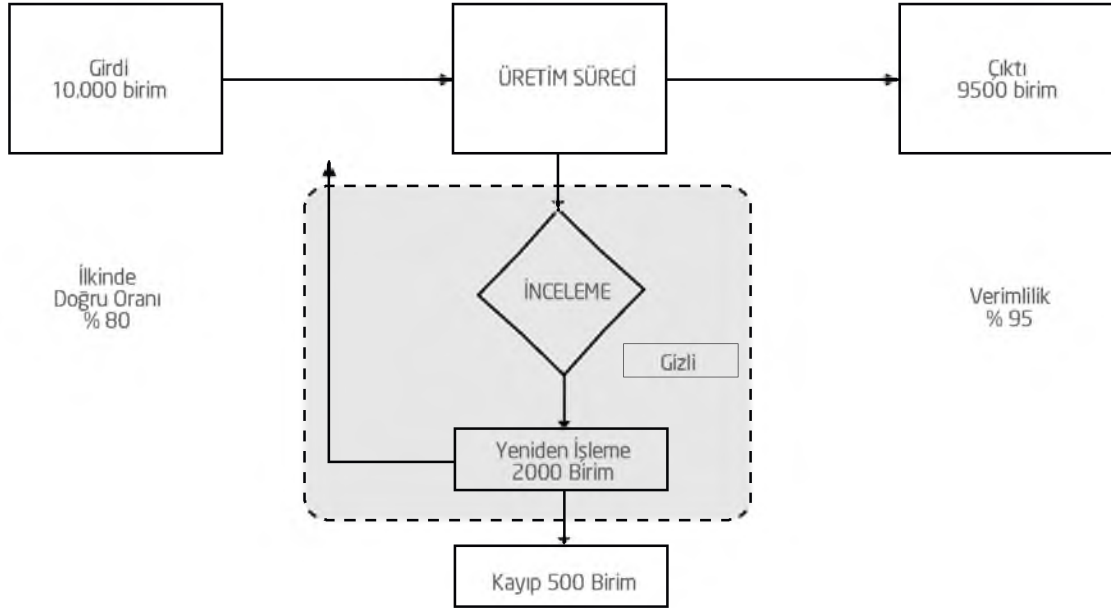 Girdi
10.000 birim
ÜRETİM SÜRECİ
Çıktı
9500 birim
İlkinde
Doğru Oranı
% 80
İNCELEME
Verimlilik
% 95
Gizli
Yeniden İşleme
2000 Birim
Kayıp 500 Birim